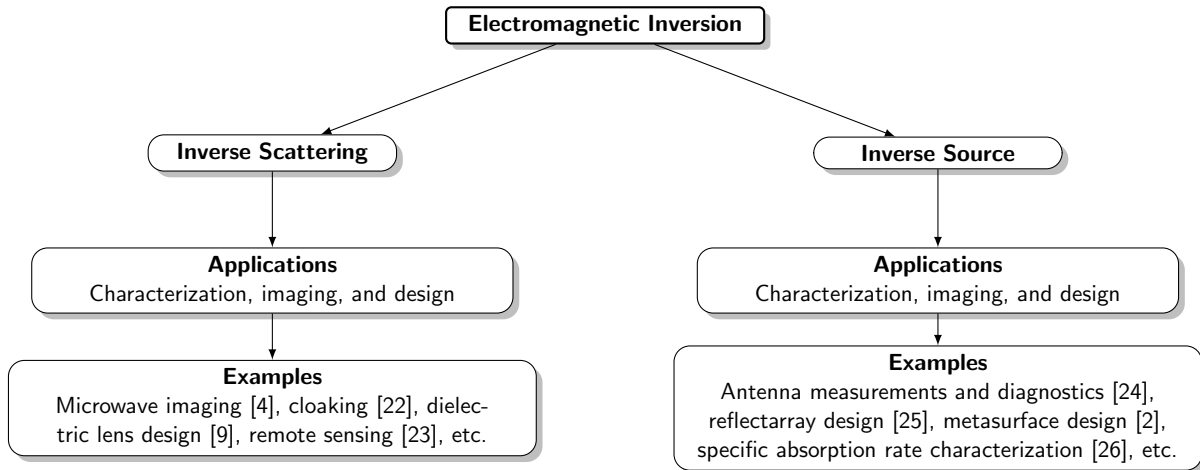 Electromagnetic Inversion
Inverse Scattering
Inverse Source
Applications
Characterization, imaging, and design
Applications
Characterization, imaging, and design
Examples
Microwave imaging [4], cloaking [22], dielec-
tric lens design [9], remote sensing [23], etc.
Examples
Antenna measurements and diagnostics [24],
reflectarray design [25], metasurface design [2],
specific absorption rate characterization [26], etc.